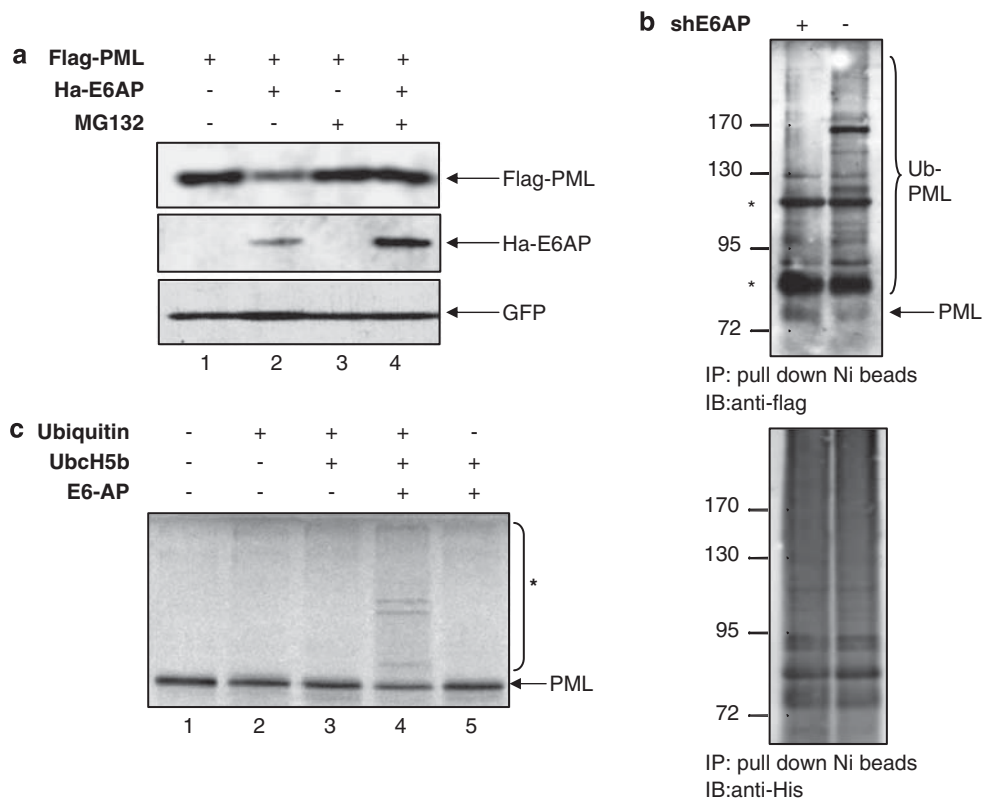 a Flag-PML + + + +
Ha-E6AP - + - +
MG132 - - + +
Flag-PML
Ha-E6AP
GFP
1 2 3 4
b shE6AP + -
170
130
*
95
*
72
Ub-
PML
PML
IP: pull down Ni beads
IB:anti-flag
170
130
95
72
IP: pull down Ni beads
IB:anti-His
c Ubiquitin - + + + -
UbcH5b - - + + +
E6-AP - - - + +
*
PML
1 2 3 4 5